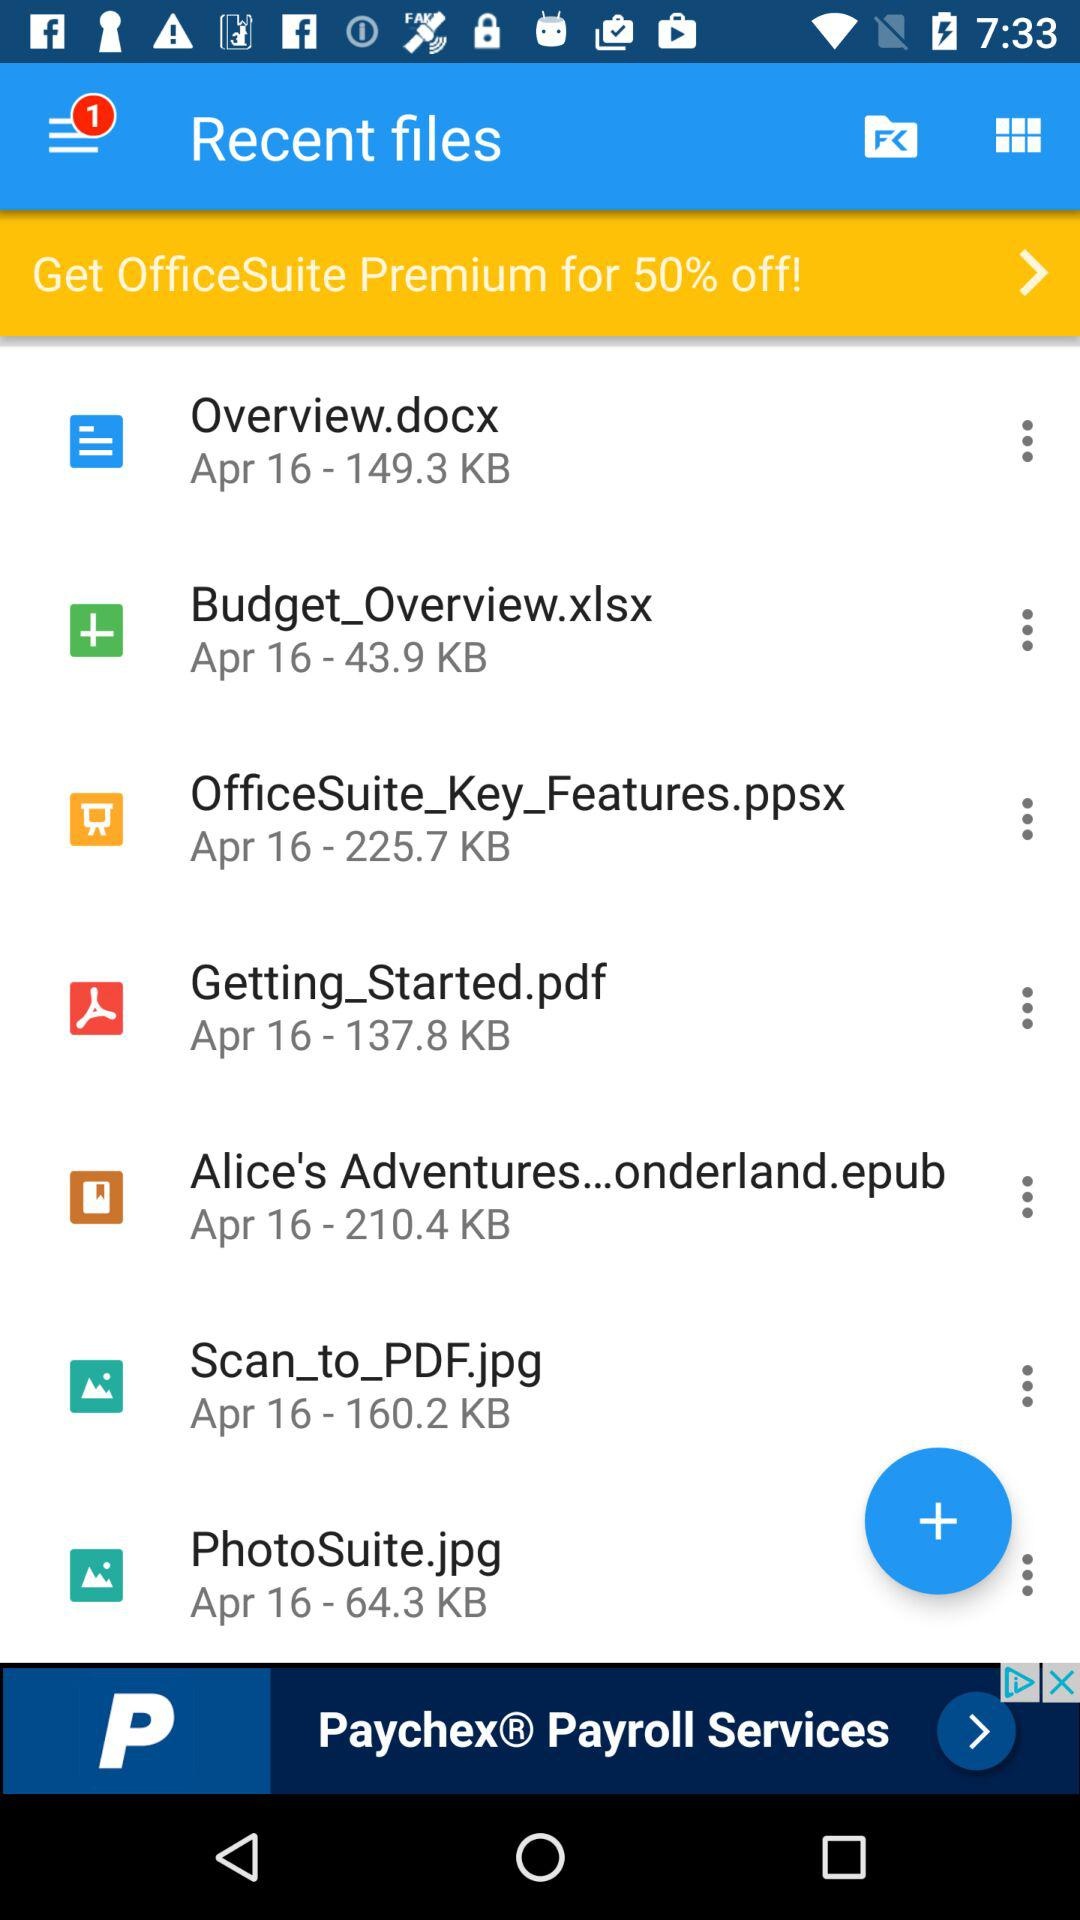 FAKE
7:33
1
Recent files
FK
Get OfficeSuite Premium for 50% off!
Overview.docx
Apr 16 - 149.3 KB
Budget_Overview.xlsx
Apr 16 - 43.9 KB
OfficeSuite_Key_Features.ppsx
Apr 16 - 225.7 KB
Getting_Started.pdf
Apr 16 - 137.8 KB
Alice's Adventures...onderland.epub
Apr 16 - 210.4 KB
Scan_to_PDF.jpg
Apr 16 - 160.2 KB
PhotoSuite.jpg
Apr 16 - 64.3 KB
P
Paychex® Payroll Services